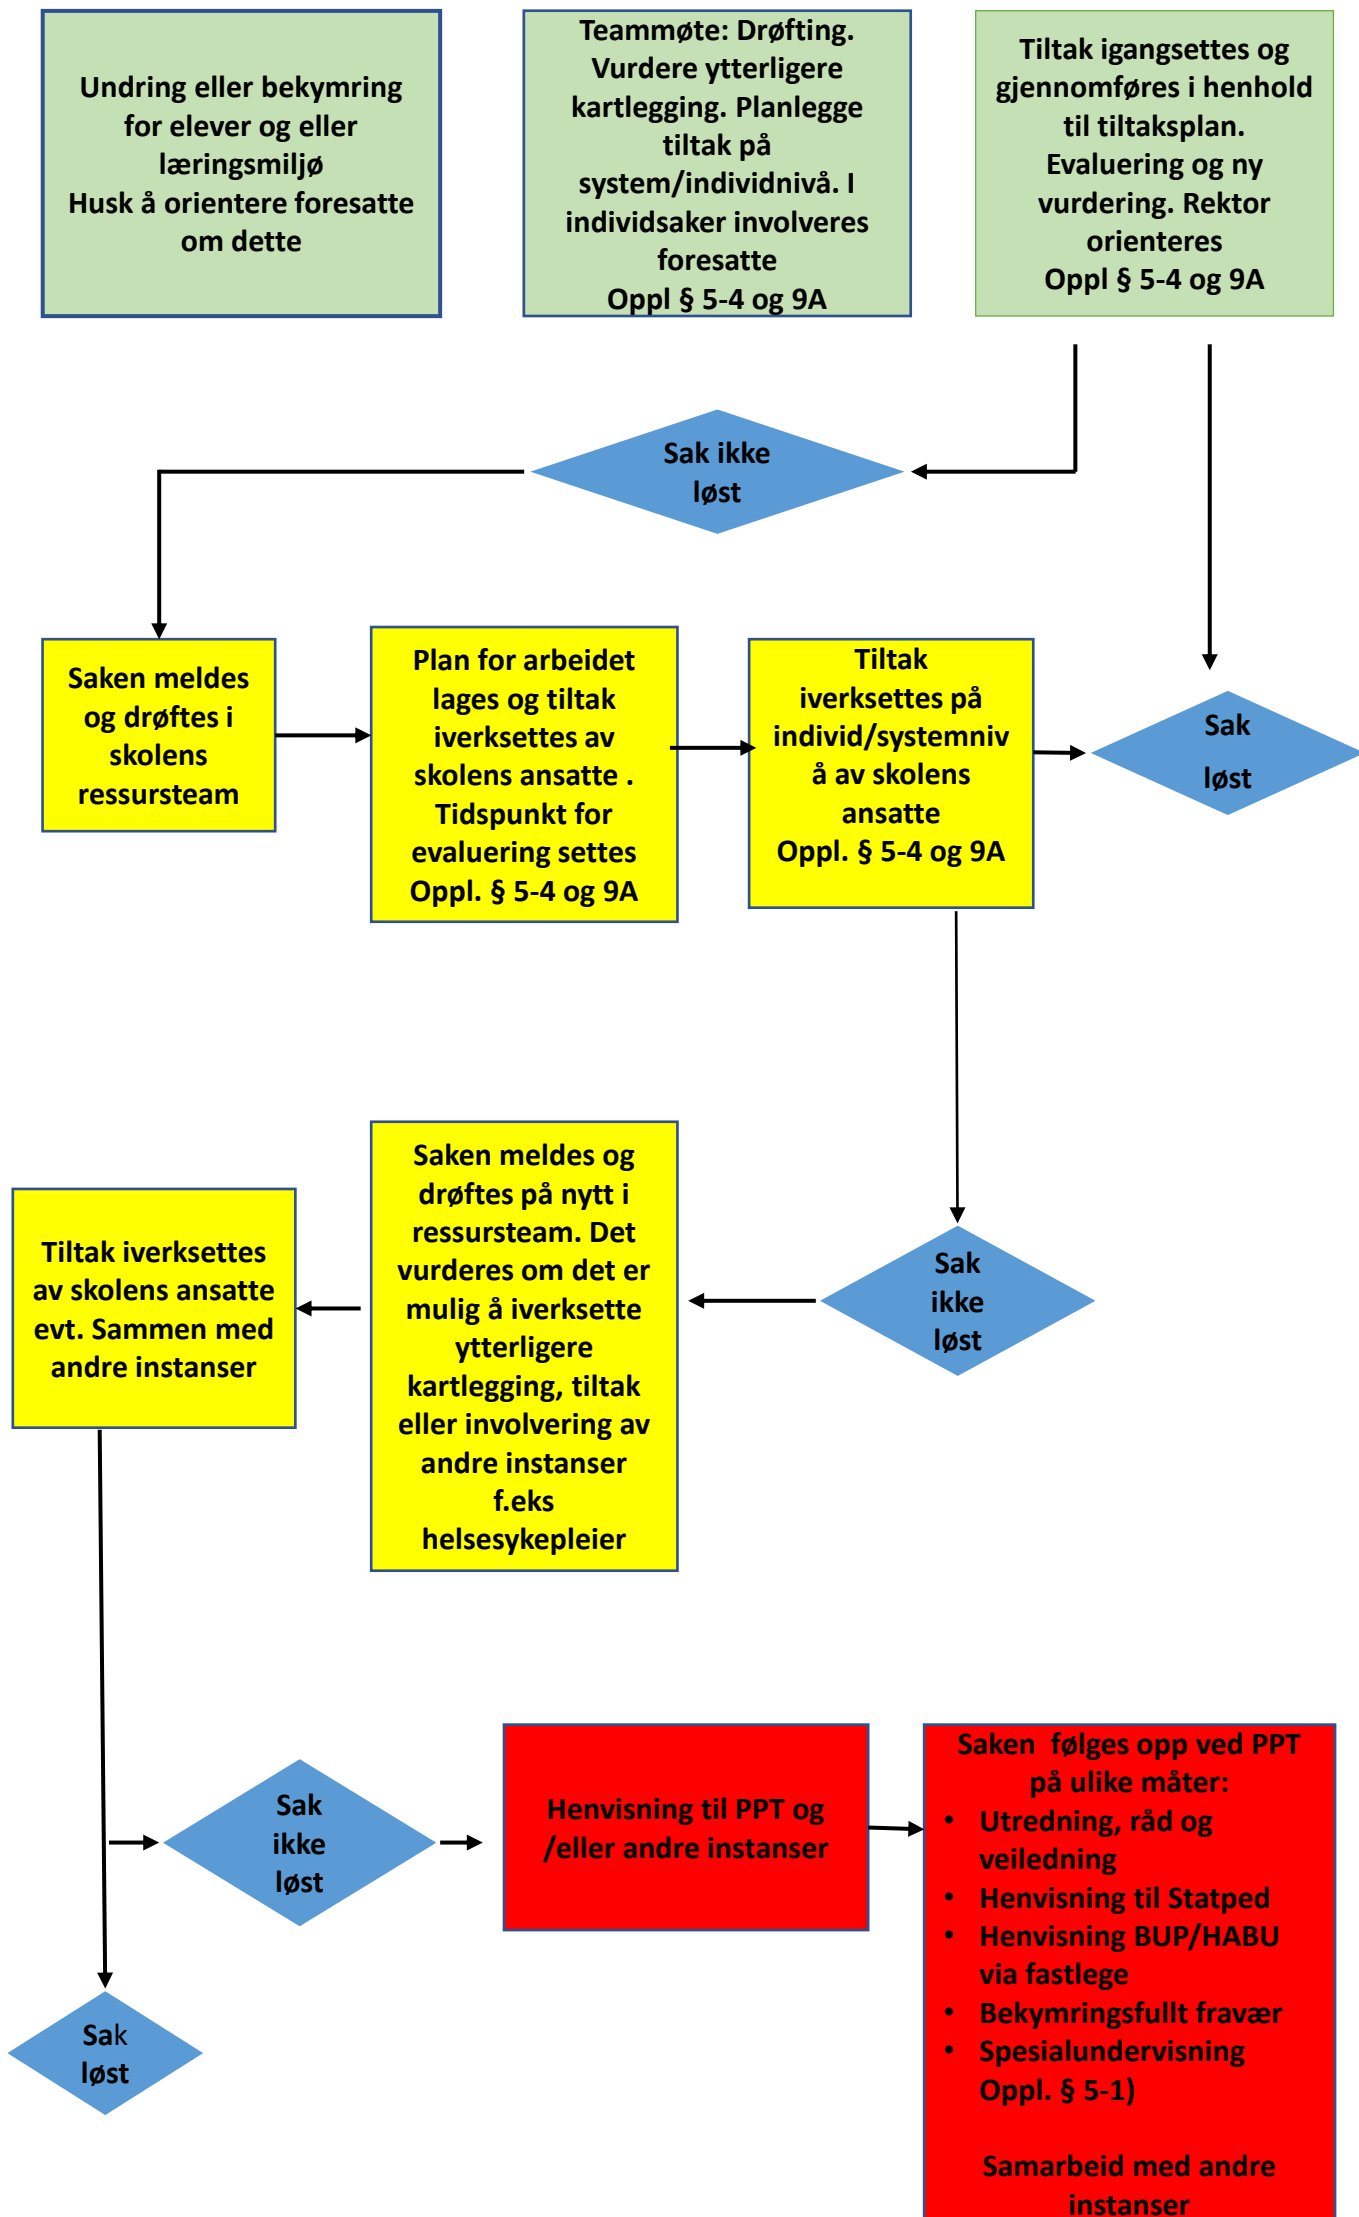 Undring eller bekymring
for elever og eller
læringsmiljø
Husk å orientere foresatte
om dette
Teammøte: Drøfting.
Vurdere ytterligere
kartlegging. Planlegge
tiltak på
system/individnivå. I
individsaker involveres
foresatte
Oppl § 5-4 og 9A
Tiltak igangsettes og
gjennomføres i henhold
til tiltaksplan.
Evaluering og ny
vurdering. Rektor
orienteres
Oppl § 5-4 og 9A
Sak ikke
løst
Saken meldes
og drøftes i
skolens
ressursteam
Plan for arbeidet
lages og tiltak
iverksettes av
skolens ansatte .
Tidspunkt for
evaluering settes
Oppl. § 5-4 og 9A
Tiltak
iverksettes på
individ/systemniv
å av skolens
ansatte
Oppl. § 5-4 og 9A
Sak
løst
Sak
ikke
løst
Saken meldes og
drøftes på nytt i
ressursteam. Det
vurderes om det er
mulig å iverksette
ytterligere
kartlegging, tiltak
eller involvering av
andre instanser
f.eks
helsesykepleier
Tiltak iverksettes
av skolens ansatte
evt. Sammen med
andre instanser
Sak
ikke
løst
Sak
løst
Henvisning til PPT og
/eller andre instanser
Saken  følges opp ved PPT
på ulike måter:
• Utredning, råd og
veiledning
• Henvisning til Statped
• Henvisning BUP/HABU
via fastlege
• Bekymringsfullt fravær
• Spesialundervisning
Oppl. § 5-1)
Samarbeid med andre
instanser